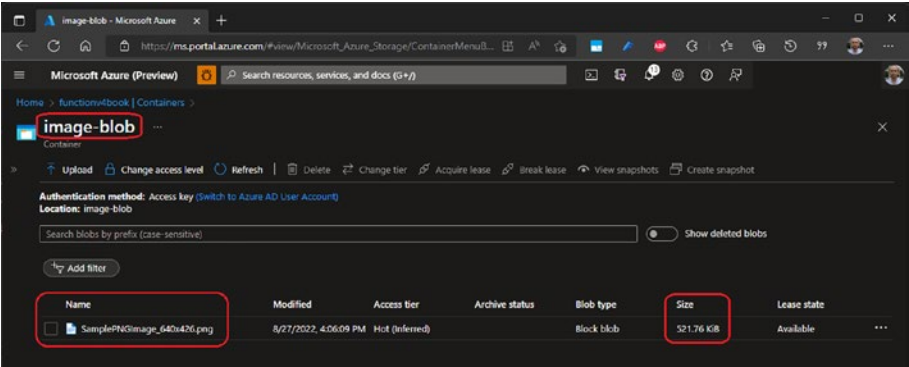 image-blob - Microsoft Azure
https://ms.portal.azure.com/#view/Microsoft_Azure_Storage/ContainerMenuB...
Microsoft Azure (Preview)
Search resources, services, and docs (G+/)
13
Home > functionv4book | Containers >
image-blob ...
Container
Upload Change access level Refresh | Delete Change tier Acquire lease Break lease View snapshots Create snapshot
Authentication method: Access key (Switch to Azure AD User Account)
Location: image-blob
Search blobs by prefix (case-sensitive)
Show deleted blobs
Add filter
Name Modified Access tier Archive status Blob type Size Lease state
SamplePNGImage_640x426.png 8/27/2022, 4:06:09 PM Hot (Inferred) Block blob 521.76 KiB Available ...